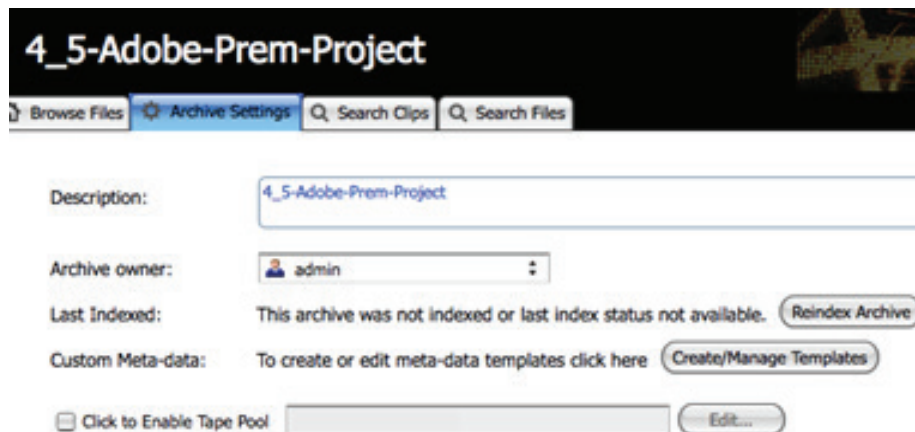 4_5-Adobe-Prem-Project
Browse Files Archive Settings Search Clips Search Files
Description: 4_5-Adobe-Prem-Project
Archive owner: admin
Last Indexed: This archive was not indexed or last index status not available. Reindex Archive
Custom Meta-data: To create or edit meta-data templates click here Create/Manage Templates
Click to Enable Tape Pool Edit...